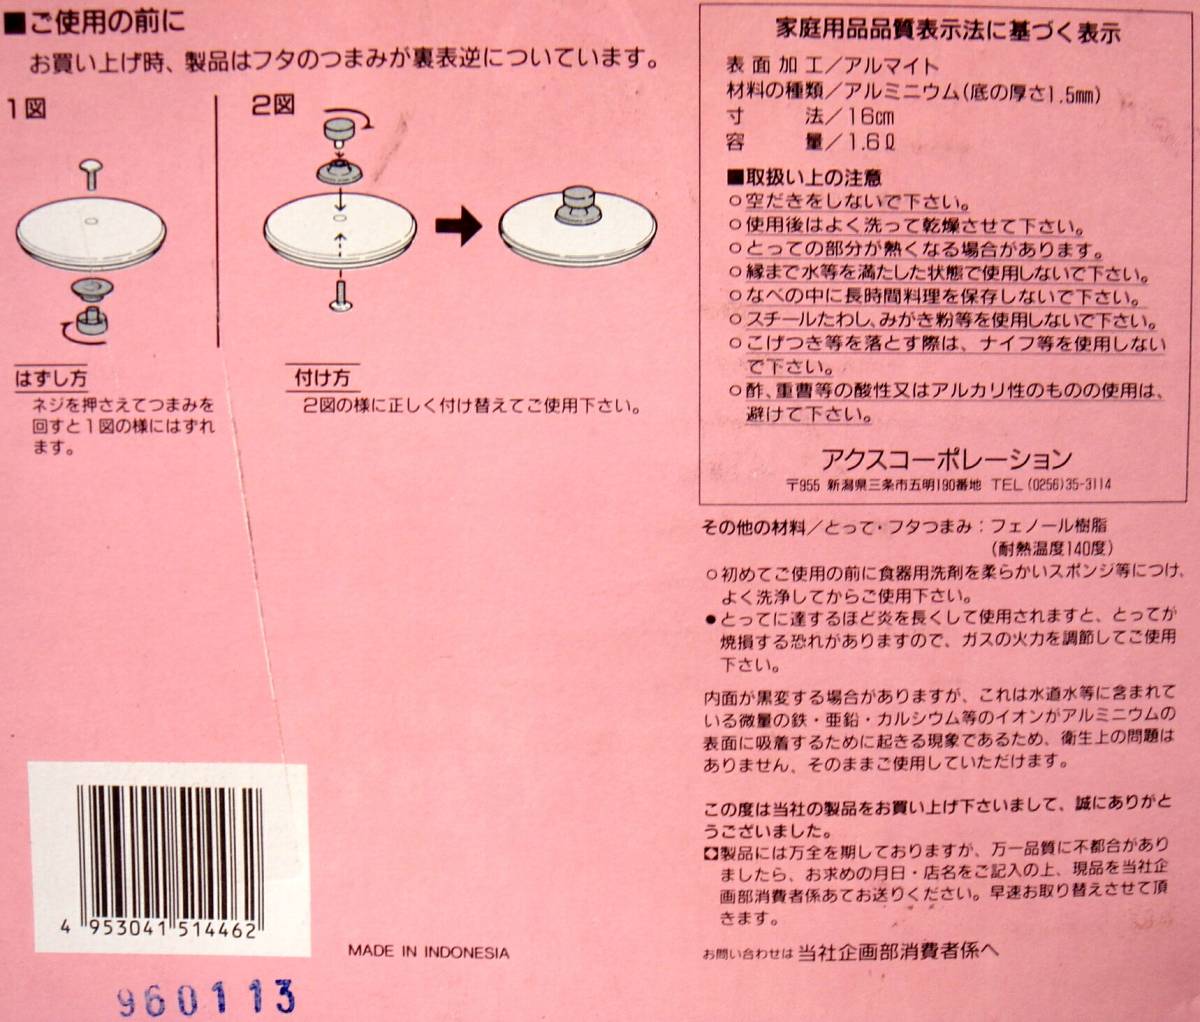 ■ご使用の前に
お買い上げ時、製品はフタのつまみが裏表逆についています。
1図
2図
はずし方
ネジを押さえてつまみを
回すと1図の様にはずれ
ます。
付け方
2図の様に正しく付け替えてご使用下さい。
家庭用品品質表示法に基づく表示
表面加工/アルマイト
材料の種類/アルミニウム(底の厚さ1.5mm)
寸 法/16cm
容 量/1.6ℓ
■取扱い上の注意
○空だきをしないで下さい。
○使用後はよく洗って乾燥させて下さい。
○とっての部分が熱くなる場合があります。
○縁まで水等を満たした状態で使用しないで下さい。
○なべの中に長時間料理を保存しないで下さい。
○スチールたわし、みがき粉等を使用しないで下さい。
○こげつき等を落とす際は、ナイフ等を使用しない
で下さい。
○酢、重曹等の酸性又はアルカリ性のものの使用は、
避けて下さい。
アクスコーポレーション
〒955 新潟県三条市五明190番地 TEL(0256)35-3114
その他の材料/とって・フタつまみ:フェノール樹脂
(耐熱温度140度)
○初めてご使用の前に食器用洗剤を柔らかいスポンジ等につけ、
よく洗浄してからご使用下さい。
●とってに達するほど炎を長くして使用されますと、とってが
焼損する恐れがありますので、ガスの火力を調節してご使用
下さい。
内面が黒変する場合がありますが、これは水道水等に含まれて
いる微量の鉄・亜鉛・カルシウム等のイオンがアルミニウムの
表面に吸着するために起きる現象であるため、衛生上の問題は
ありません、そのままご使用していただけます。
この度は当社の製品をお買い上げ下さいまして、誠にありがと
うございました。
製品には万全を期しておりますが、万一品質に不都合があり
ましたら、お求めの月日・店名をご記入の上、現品を当社企
画部消費者係あてお送りください。早速お取り替えさせて頂
きます。
お問い合わせは当社企画部消費者係へ
4 953041 514462
MADE IN INDONESIA
960113